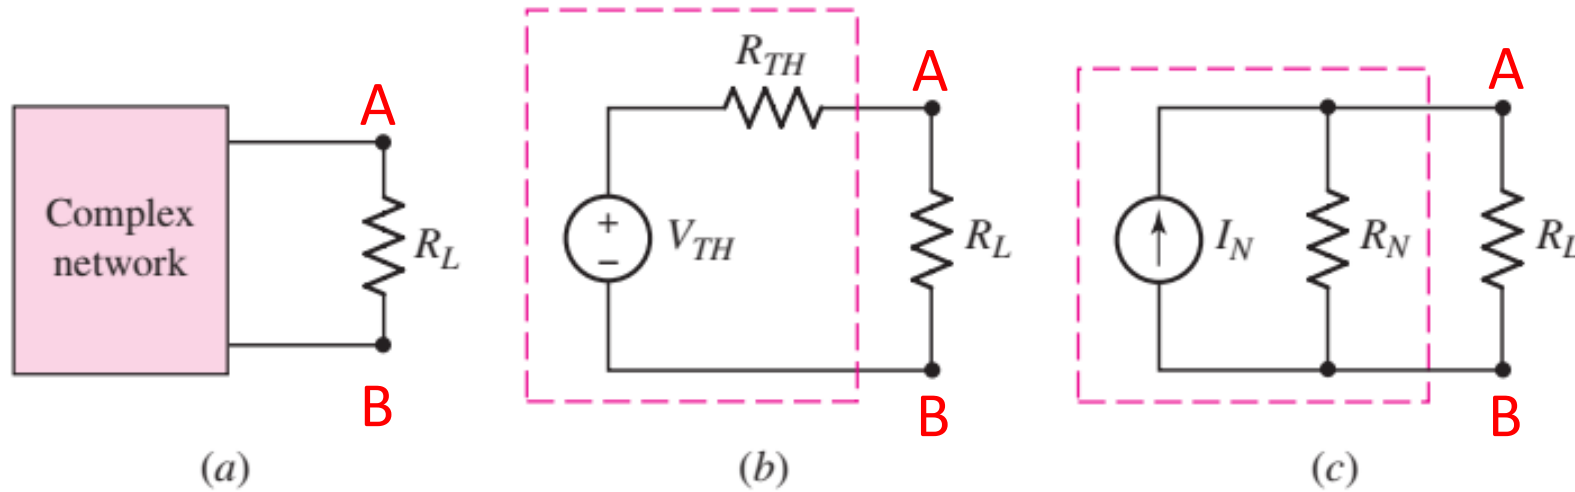 A
Complex
network
R_L
B
(a)
R_TH
A
+
−
V_TH
R_L
B
(b)
A
I_N
R_N
R_L
B
(c)